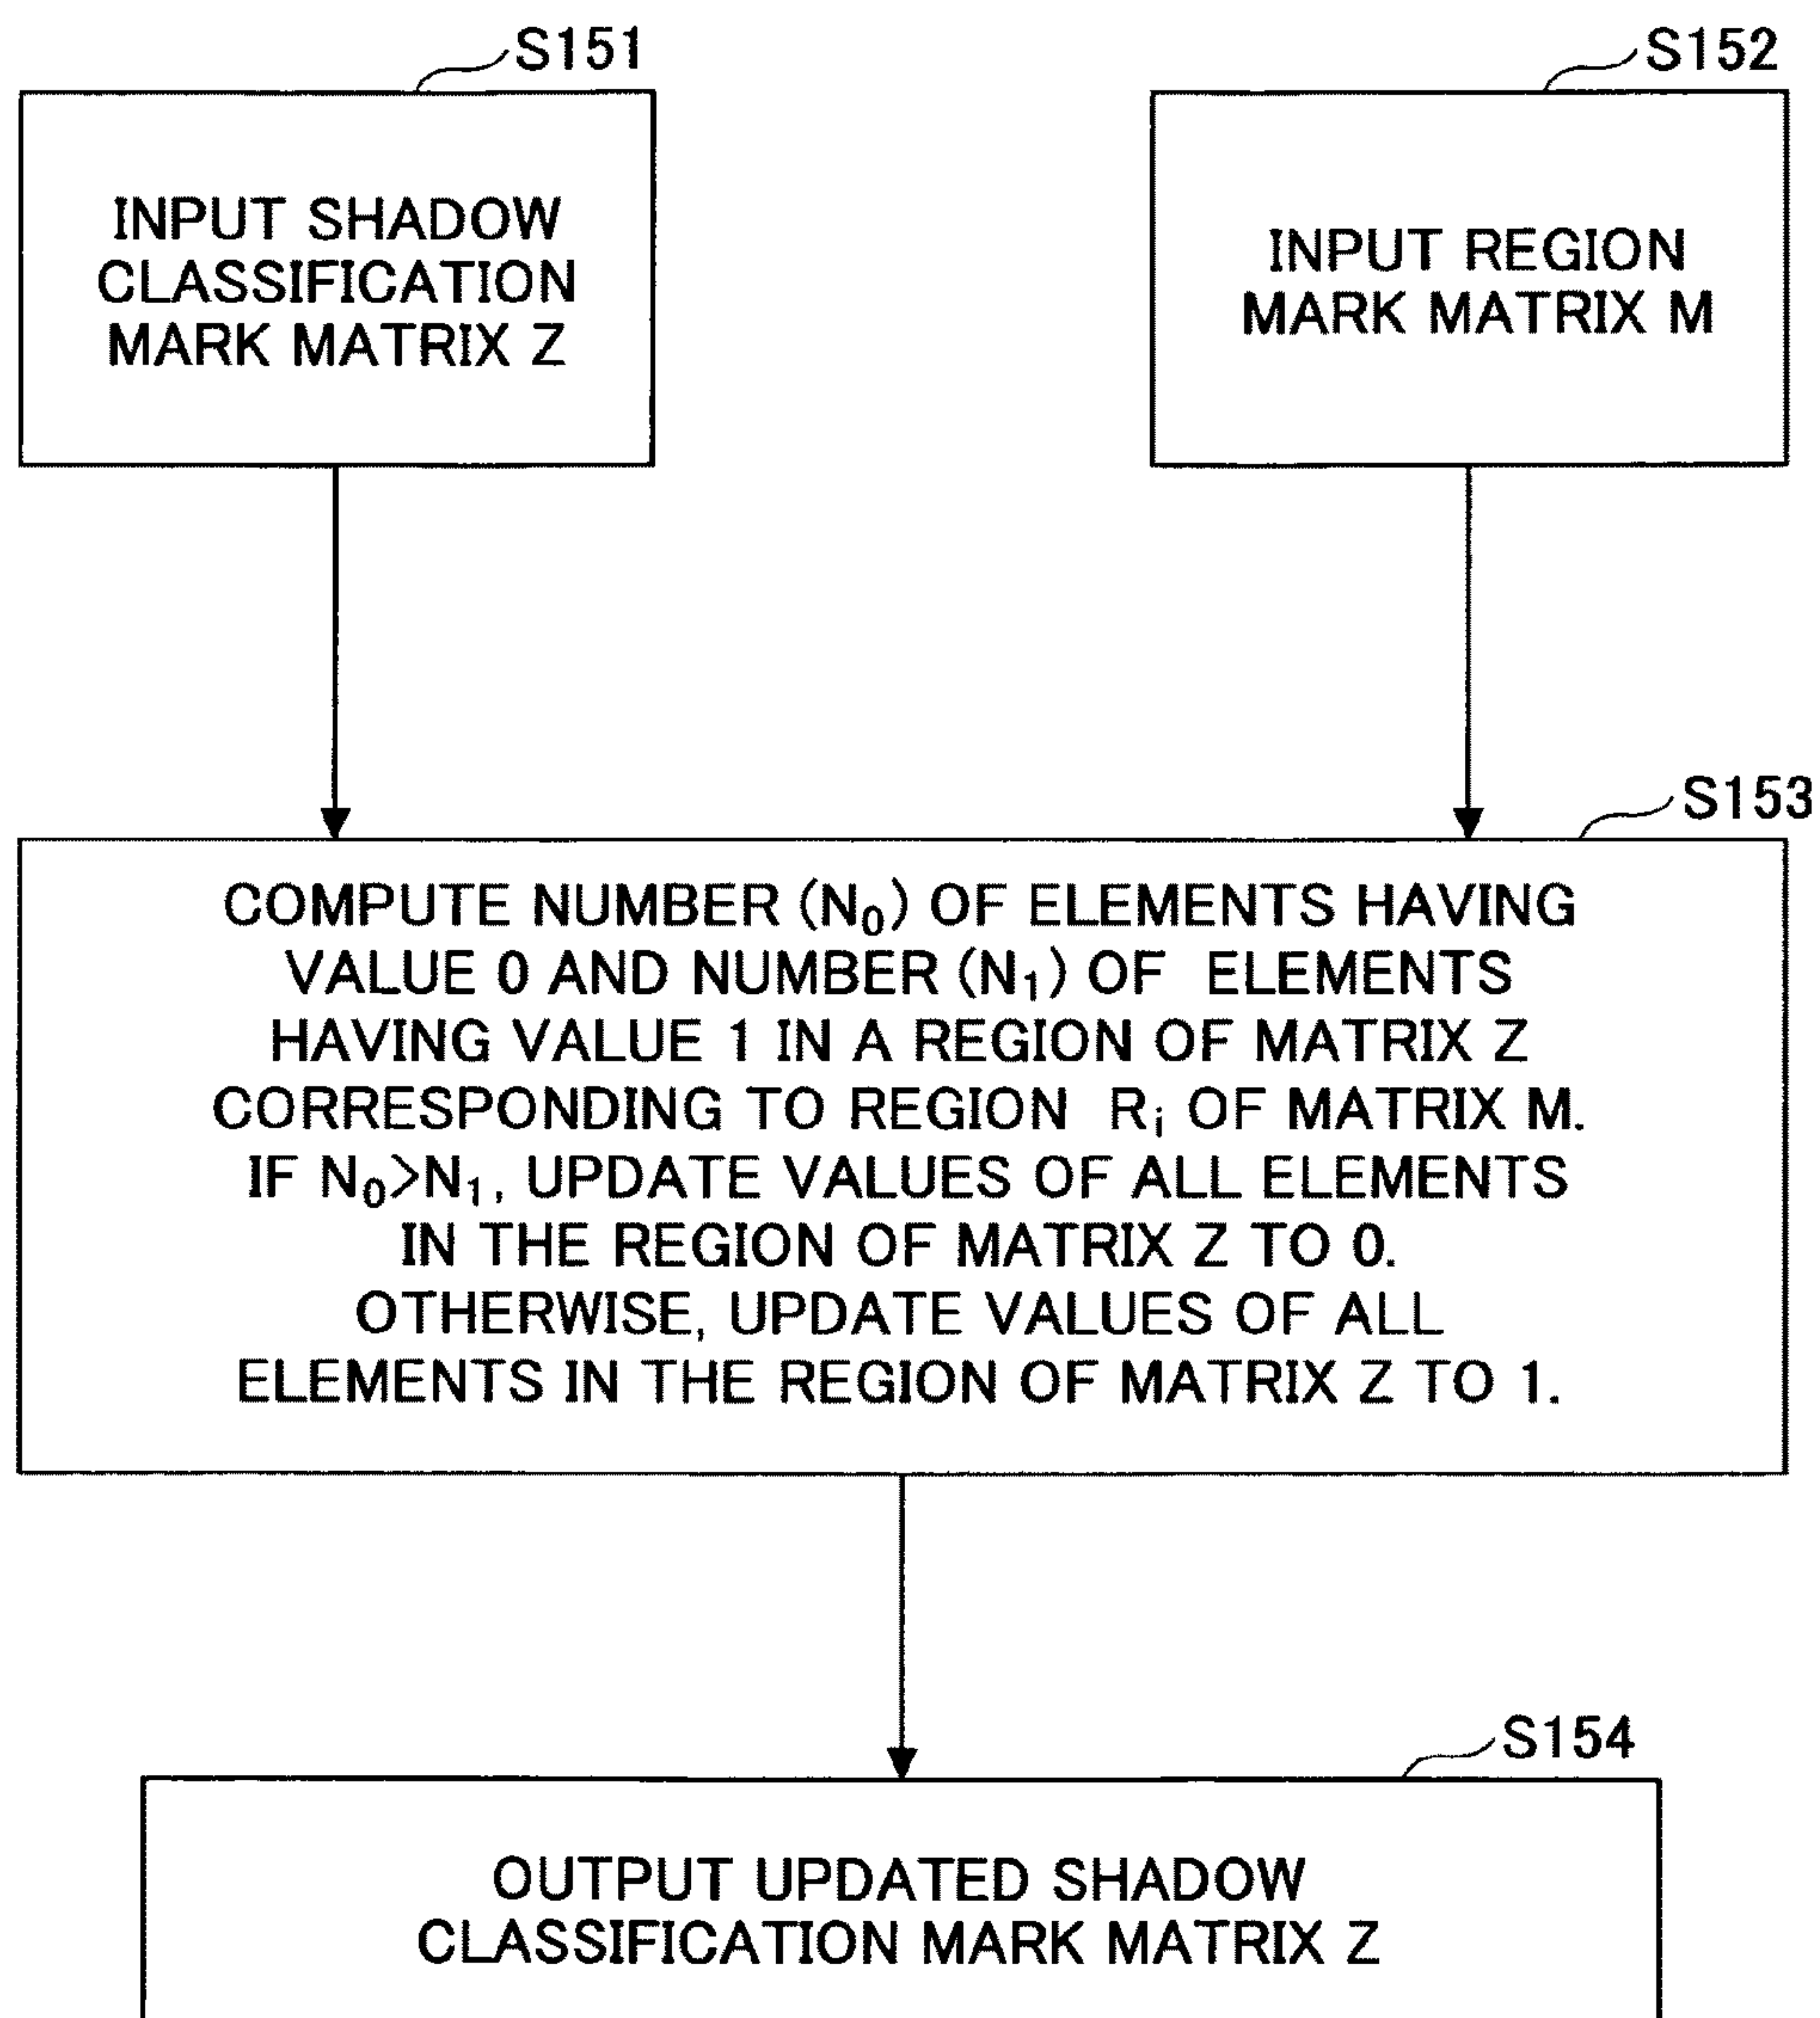 S151
INPUT SHADOW
CLASSIFICATION
MARK MATRIX Z
S152
INPUT REGION
MARK MATRIX M
S153
COMPUTE NUMBER (N₀) OF ELEMENTS HAVING
VALUE 0 AND NUMBER (N₁) OF ELEMENTS
HAVING VALUE 1 IN A REGION OF MATRIX Z
CORRESPONDING TO REGION Rᵢ OF MATRIX M.
IF N₀>N₁, UPDATE VALUES OF ALL ELEMENTS
IN THE REGION OF MATRIX Z TO 0.
OTHERWISE, UPDATE VALUES OF ALL
ELEMENTS IN THE REGION OF MATRIX Z TO 1.
S154
OUTPUT UPDATED SHADOW
CLASSIFICATION MARK MATRIX Z